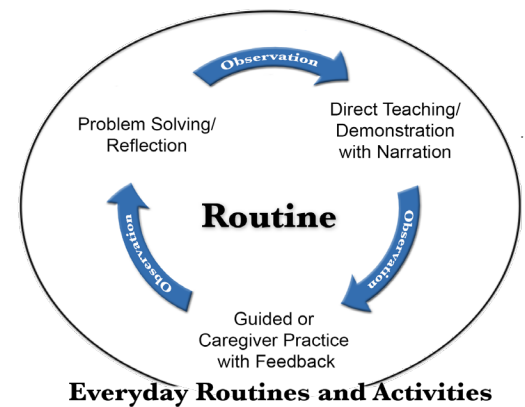 Observation
Problem Solving/
Reflection
Direct Teaching/
Demonstration
with Narration
Routine
Observation
Observation
Guided or
Caregiver Practice
with Feedback
Everyday Routines and Activities